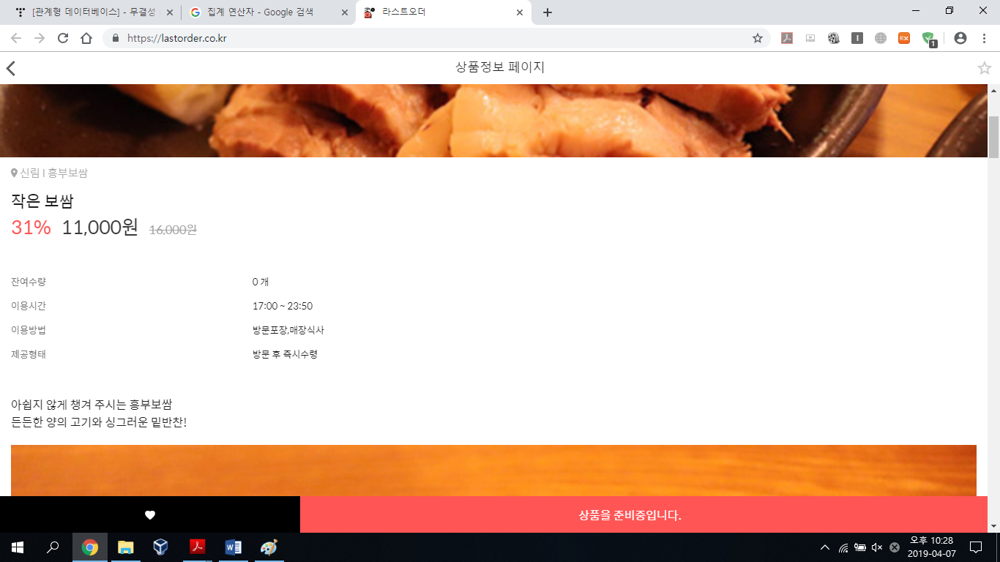 [관계형 데이터베이스] - 무결성
집계 연산자 - Google 검색
라스트오더
https://lastorder.co.kr
상품정보 페이지
신림 I 흥부보쌈
작은 보쌈
31% 11,000원 16,000원
잔여수량 0 개
이용시간 17:00 ~ 23:50
이용방법 방문포장,매장식사
제공형태 방문 후 즉시수령
아쉽지 않게 챙겨 주시는 흥부보쌈
든든한 양의 고기와 싱그러운 밑반찬!
상품을 준비중입니다.
오후 10:28
2019-04-07